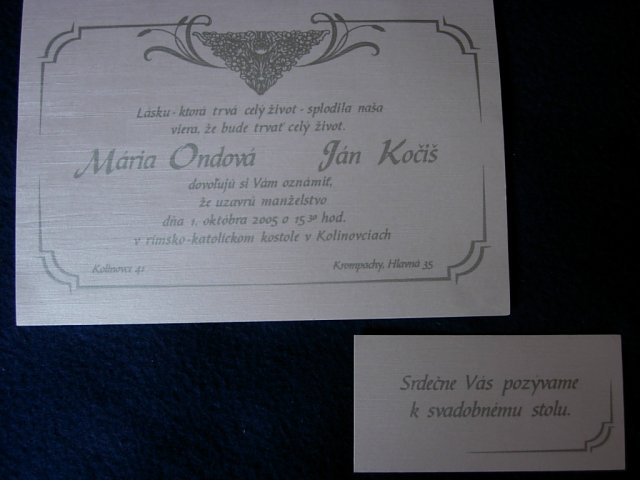 Lásku - ktorá trvá celý život - splodila naša
viera, že bude trvať celý život.
Mária Ondová Ján Kočiš
dovoľujú si Vám oznámiť,
že uzavrú manželstvo
dňa 1. októbra 2005 o 15.30 hod.
v rímsko-katolíckom kostole v Kolinovciach
Kolinovce 41 Krompachy, Hlavná 35
Srdečne Vás pozývame
k svadobnému stolu.